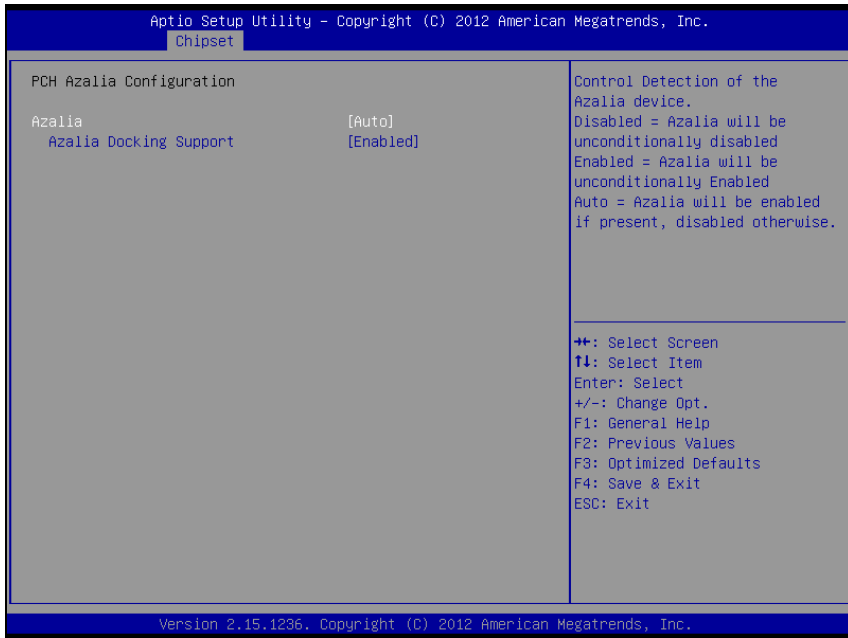 Aptio Setup Utility – Copyright (C) 2012 American Megatrends, Inc.
Chipset
PCH Azalia Configuration
Azalia [Auto]
Azalia Docking Support [Enabled]
Control Detection of the
Azalia device.
Disabled = Azalia will be
unconditionally disabled
Enabled = Azalia will be
unconditionally Enabled
Auto = Azalia will be enabled
if present, disabled otherwise.
→←: Select Screen
↑↓: Select Item
Enter: Select
+/-: Change Opt.
F1: General Help
F2: Previous Values
F3: Optimized Defaults
F4: Save & Exit
ESC: Exit
Version 2.15.1236. Copyright (C) 2012 American Megatrends, Inc.